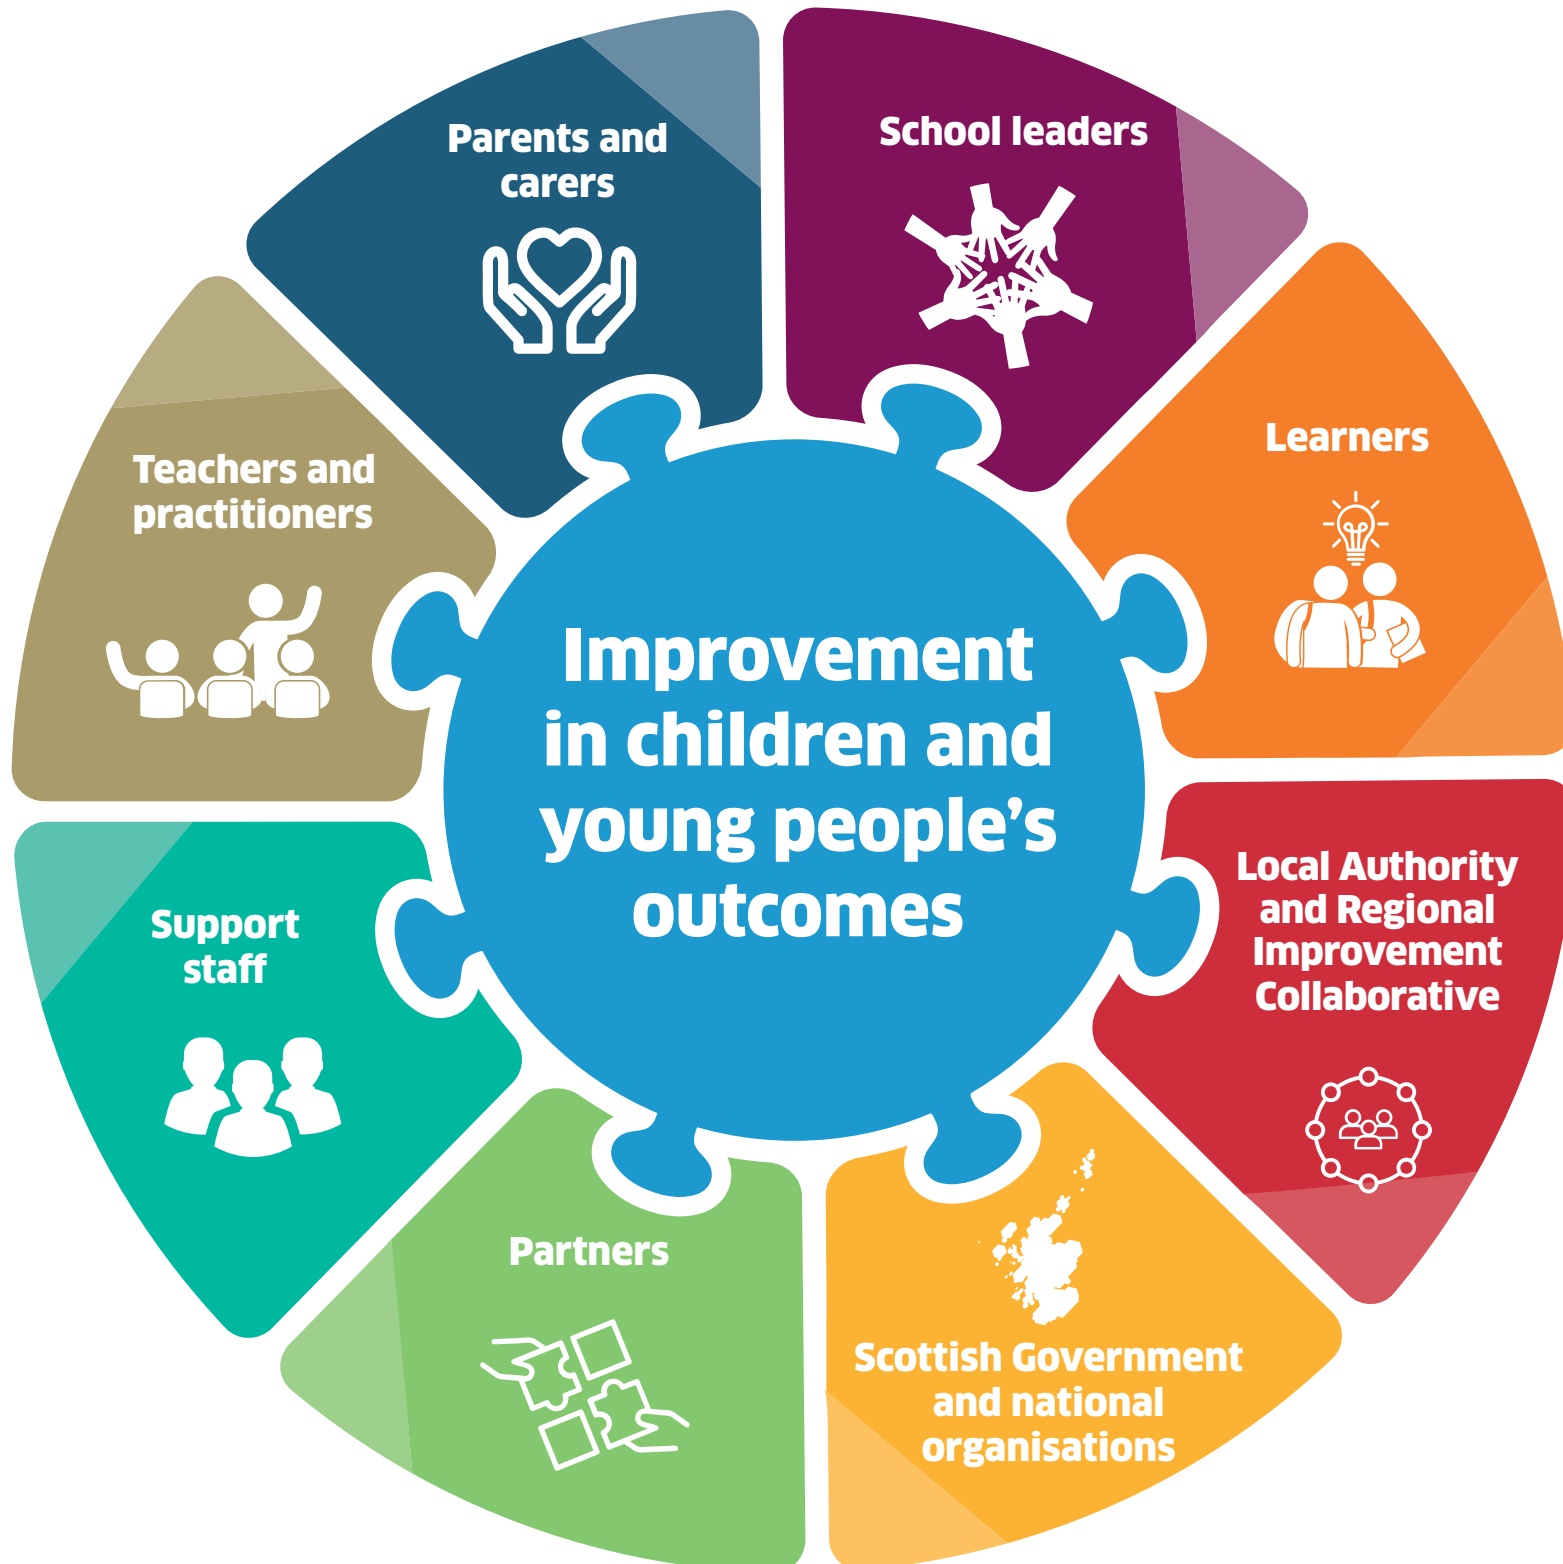 Parents and
carers
School leaders
Learners
Teachers and
practitioners
Improvement
in children and
young people’s
outcomes
Local Authority
and Regional
Improvement
Collaborative
Support
staff
Partners
Scottish Government
and national
organisations